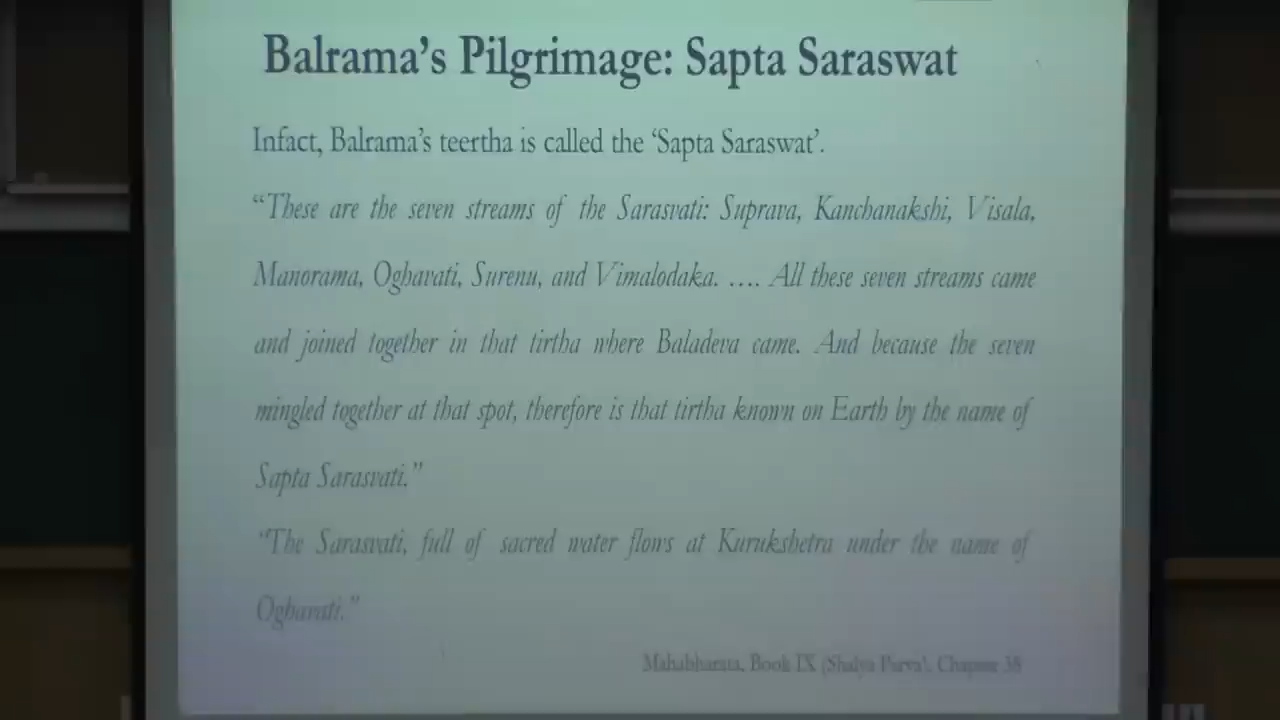 Balrama's Pilgrimage: Sapta Saraswat
Infact, Balrama's teertha is called the 'Sapta Saraswat'.
"These are the seven streams of the Sarasvati: Suprava, Kanchanakshi, Visala,
Manorama, Oghavati, Surenu, and Vimalodaka. .... All these seven streams came
and joined together in that tirtha where Baladeva came. And because the seven
mingled together at that spot, therefore is that tirtha known on Earth by the name of
Sapta Sarasvati."
"The Sarasvati, full of sacred water flows at Kurukshetra under the name of
Oghavati."
Mahabharata, Book IX (Shalya Parva), Chapter 38